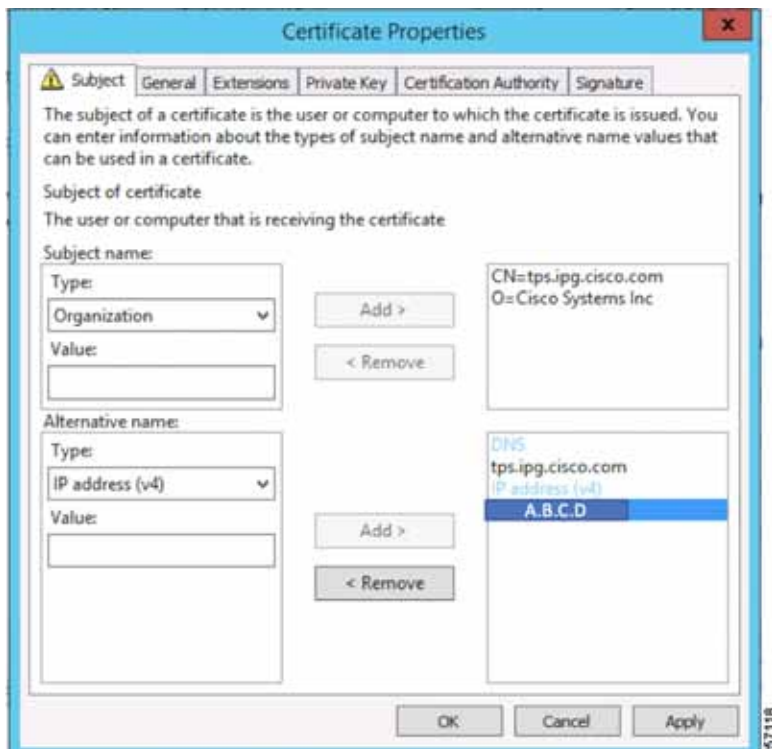 Certificate Properties
x
Subject General Extensions Private Key Certification Authority Signature
The subject of a certificate is the user or computer to which the certificate is issued. You
can enter information about the types of subject name and alternative name values that
can be used in a certificate.
Subject of certificate
The user or computer that is receiving the certificate
Subject name:
Type:
Organization
Value:
Add >
< Remove
CN=tps.ipg.cisco.com
O=Cisco Systems Inc
Alternative name:
Type:
IP address (v4)
Value:
Add >
< Remove
DNS
tps.ipg.cisco.com
IP address (v4)
A.B.C.D
OK Cancel Apply